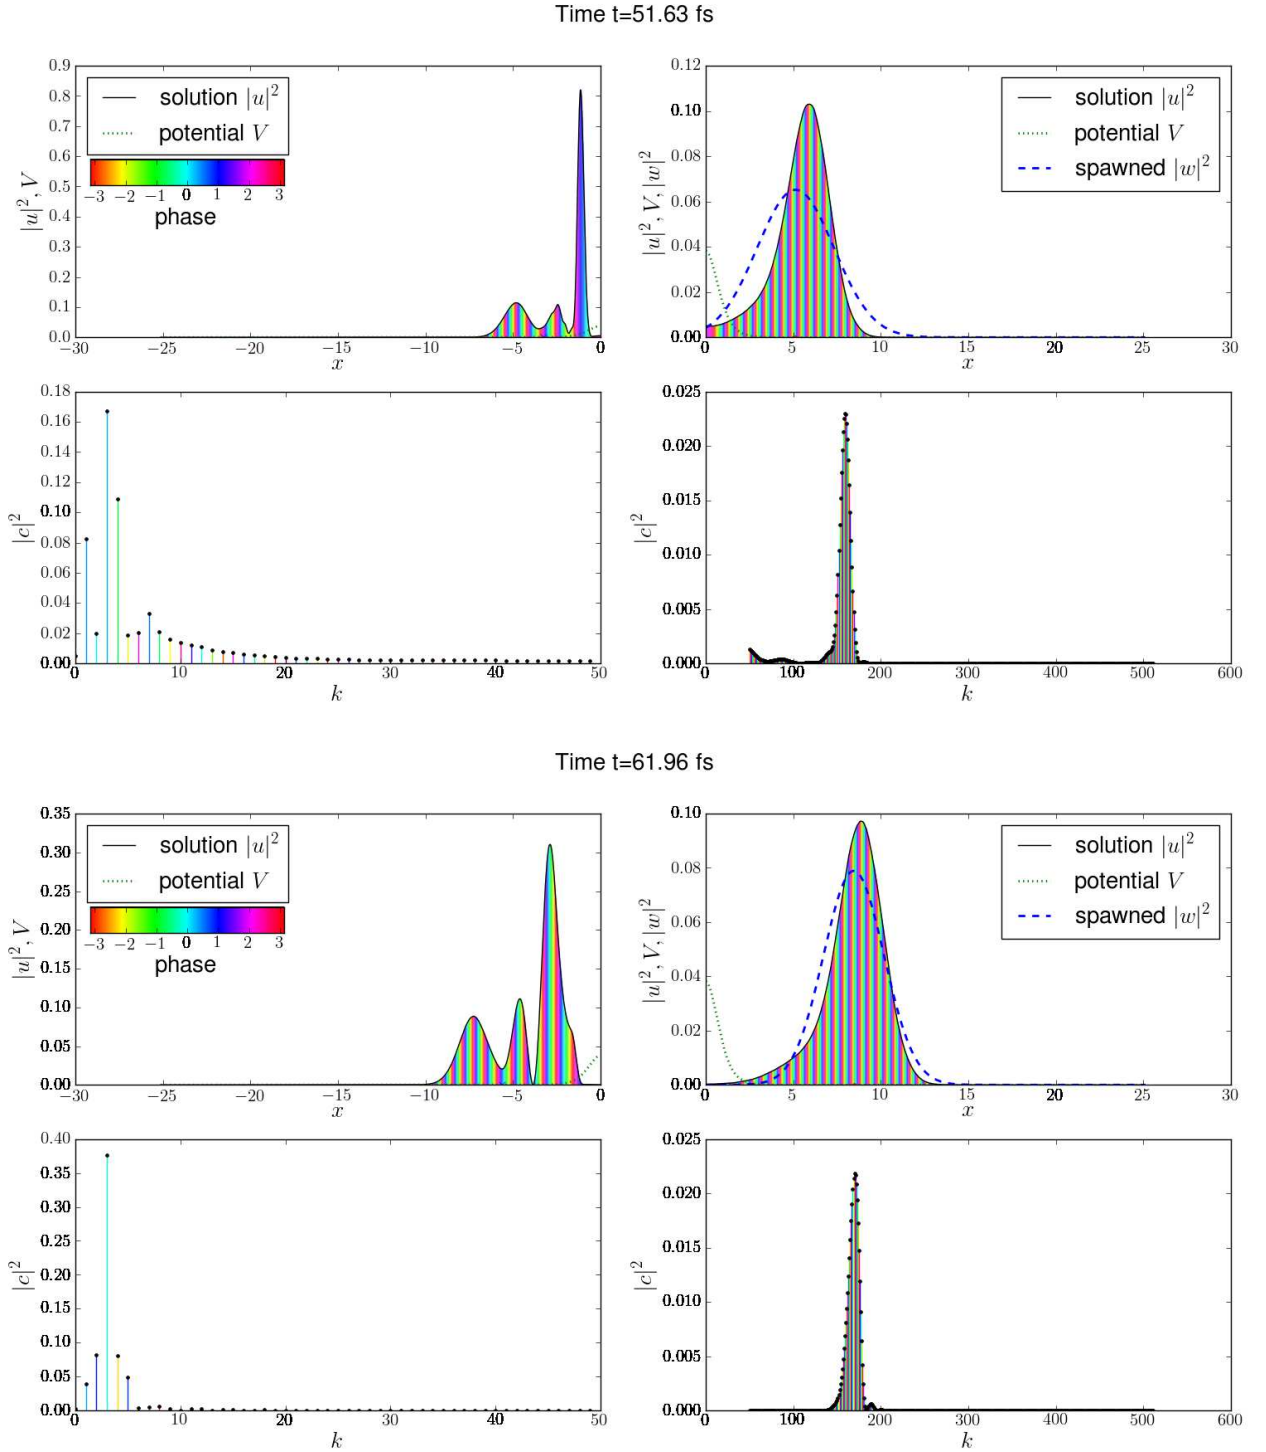 Time t=51.63 fs
0.9
0.8
0.7
0.6
0.5
0.4
0.3
0.2
0.1
0.0
|u|², V
solution |u|²
potential V
−3 −2 −1 0 1 2 3
phase
−30 −25 −20 −15 −10 −5 0
x
0.12
0.10
0.08
0.06
0.04
0.02
0.00
|u|², V, |w|²
solution |u|²
potential V
spawned |w|²
0 5 10 15 20 25 30
x
0.18
0.16
0.14
0.12
0.10
0.08
0.06
0.04
0.02
0.00
|c|²
0 10 20 30 40 50
k
0.025
0.020
0.015
0.010
0.005
0.000
|c|²
0 100 200 300 400 500 600
k
Time t=61.96 fs
0.35
0.30
0.25
0.20
0.15
0.10
0.05
0.00
|u|², V
solution |u|²
potential V
−3 −2 −1 0 1 2 3
phase
−30 −25 −20 −15 −10 −5 0
x
0.10
0.08
0.06
0.04
0.02
0.00
|u|², V, |w|²
solution |u|²
potential V
spawned |w|²
0 5 10 15 20 25 30
x
0.40
0.35
0.30
0.25
0.20
0.15
0.10
0.05
0.00
|c|²
0 10 20 30 40 50
k
0.025
0.020
0.015
0.010
0.005
0.000
|c|²
0 100 200 300 400 500 600
k